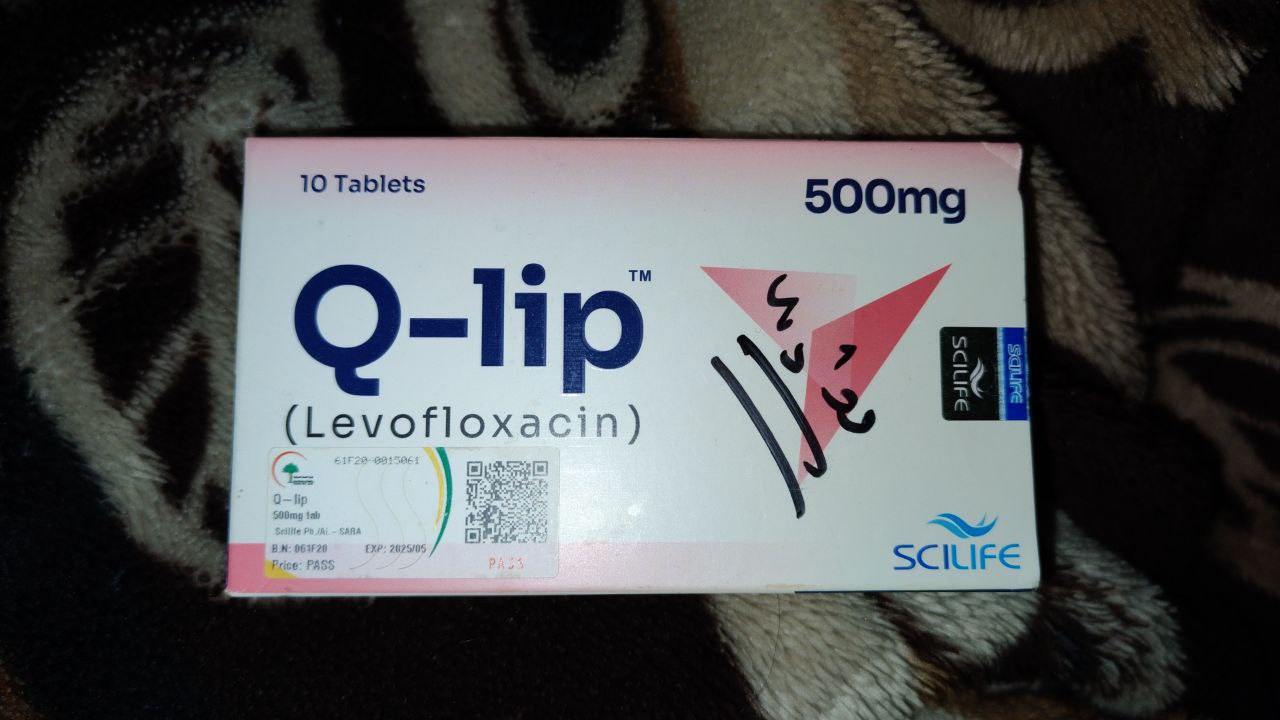 10 Tablets
500mg
Q-lip™
(Levofloxacin)
SCILIFE
SCILIFE
61F20-0015061
Q-lip
500mg tab
Scilife Ph./Ai. - SARA
B.N: 061F20 EXP: 2025/05
Price: PASS
PASS
SCILIFE